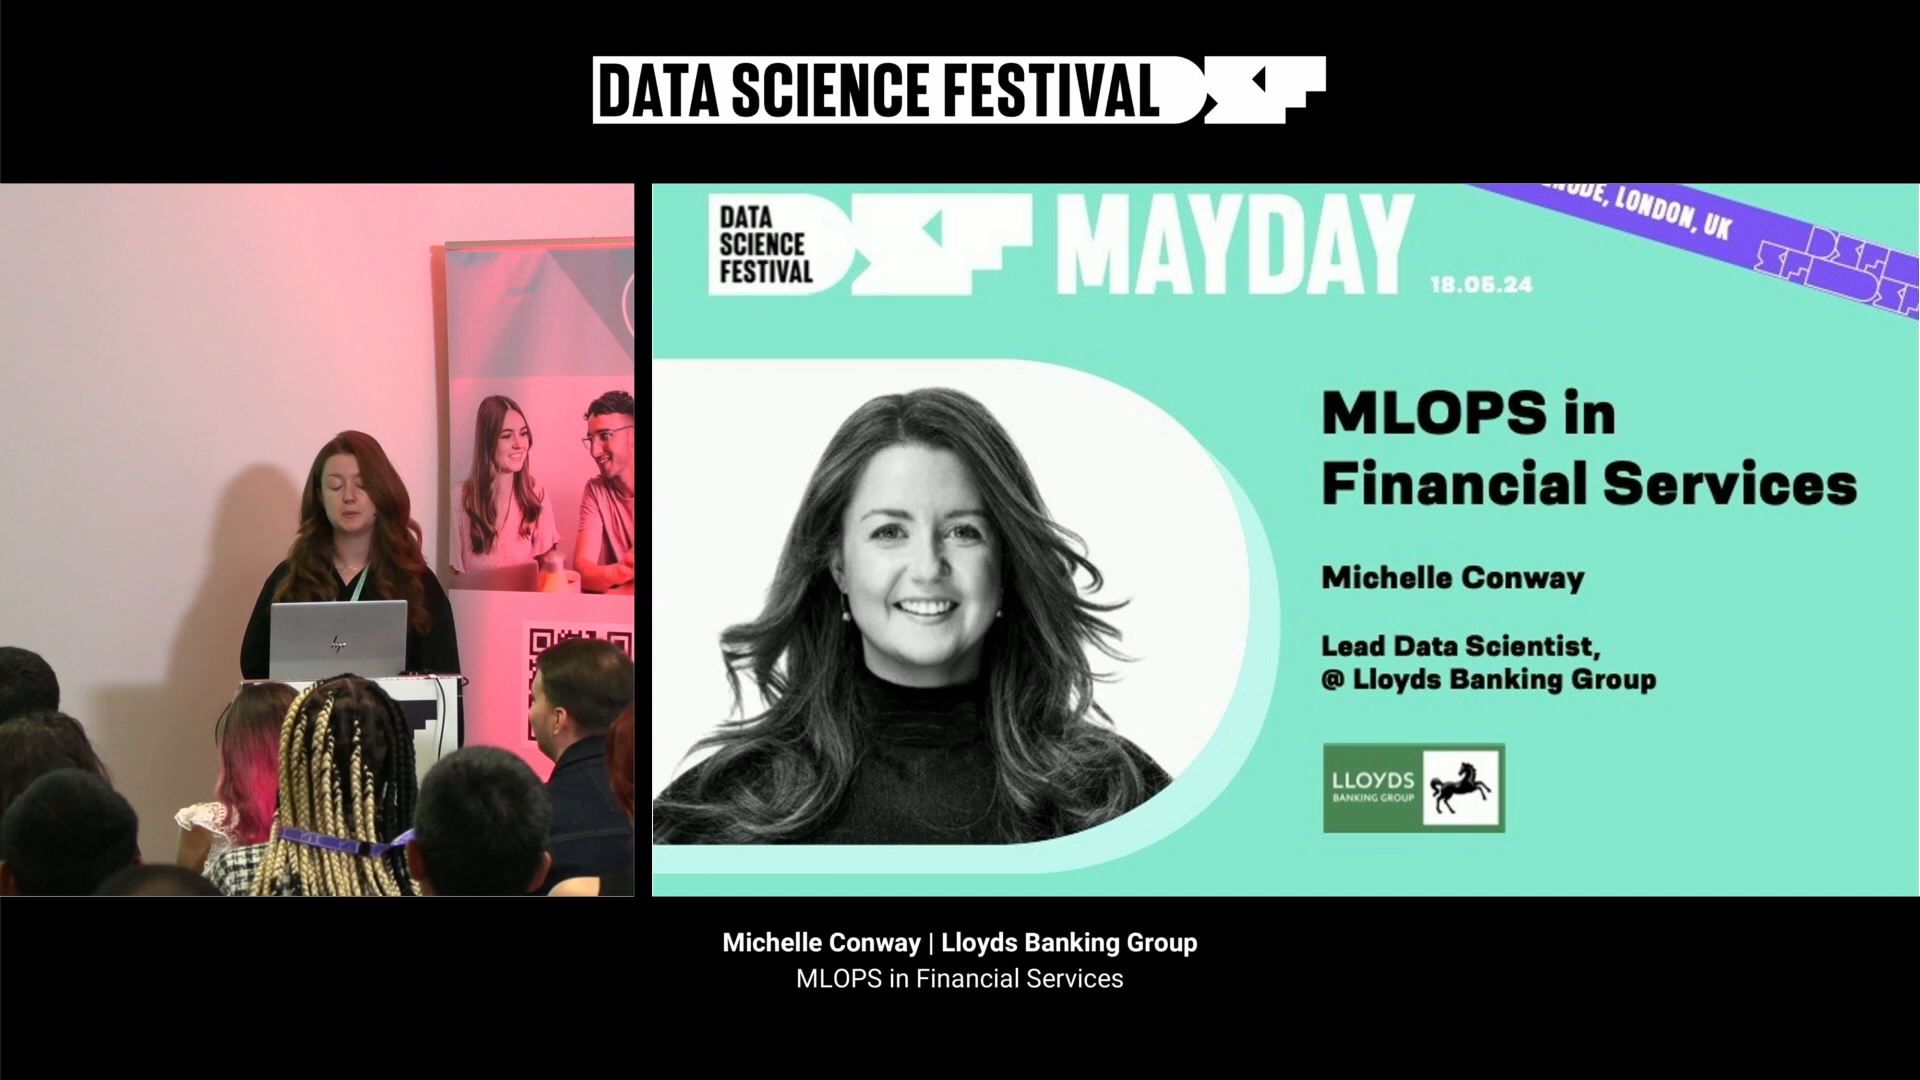 DATA SCIENCE FESTIVAL
DATA
SCIENCE
FESTIVAL
MAYDAY
18.05.24
LONDON, UK
MLOPS in
Financial Services
Michelle Conway
Lead Data Scientist,
@ Lloyds Banking Group
LLOYDS
BANKING GROUP
hp
Michelle Conway | Lloyds Banking Group
MLOPS in Financial Services